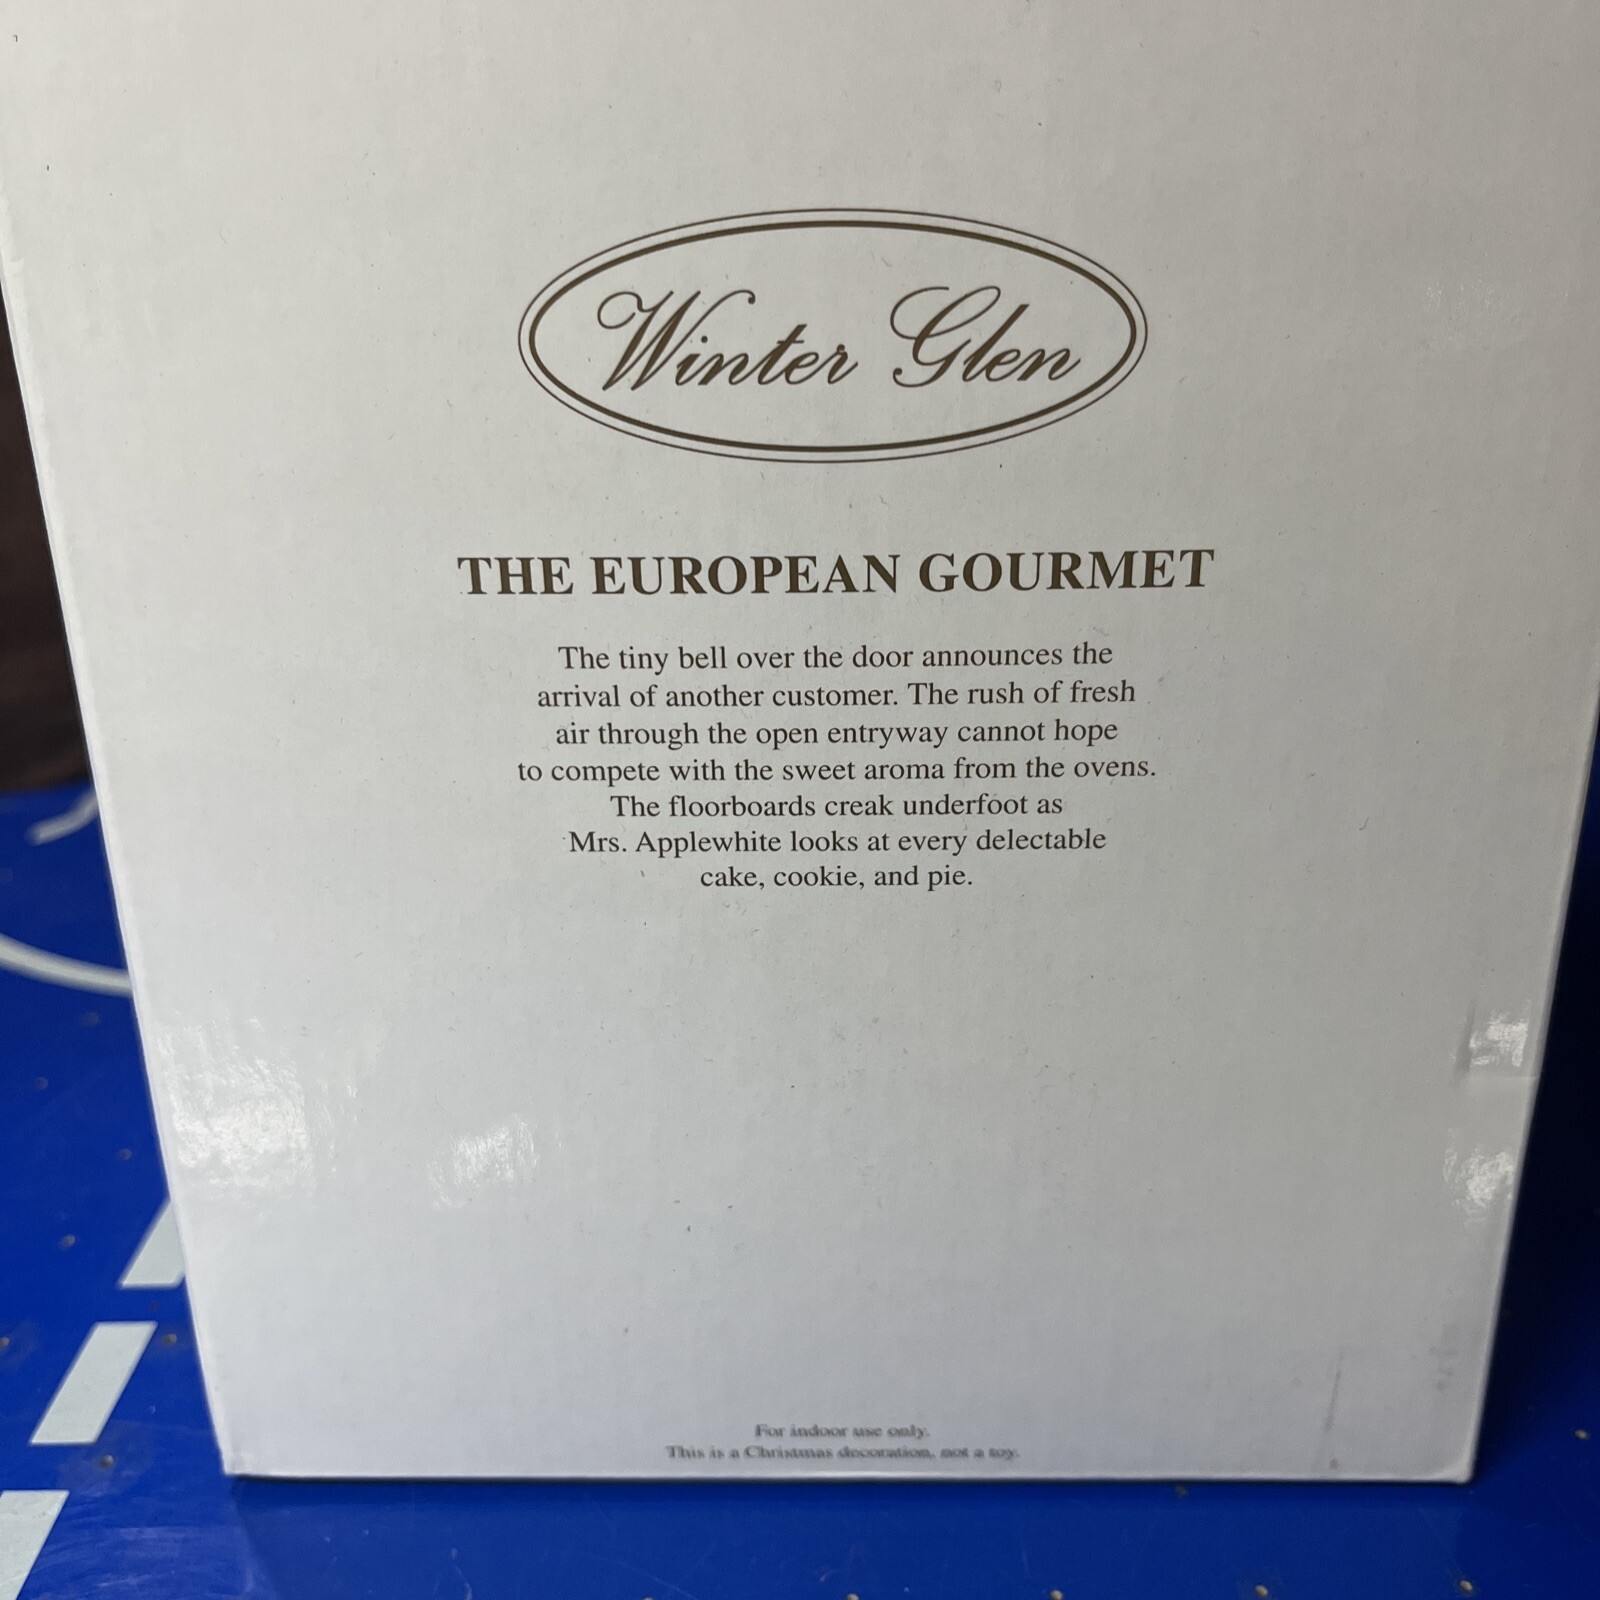 Winter Glen
THE EUROPEAN GOURMET
The tiny bell over the door announces the
arrival of another customer. The rush of fresh
air through the open entryway cannot hope
to compete with the sweet aroma from the ovens.
The floorboards creak underfoot as
Mrs. Applewhite looks at every delectable
cake, cookie, and pie.
For indoor use only.
This is a Christmas decoration, not a toy.